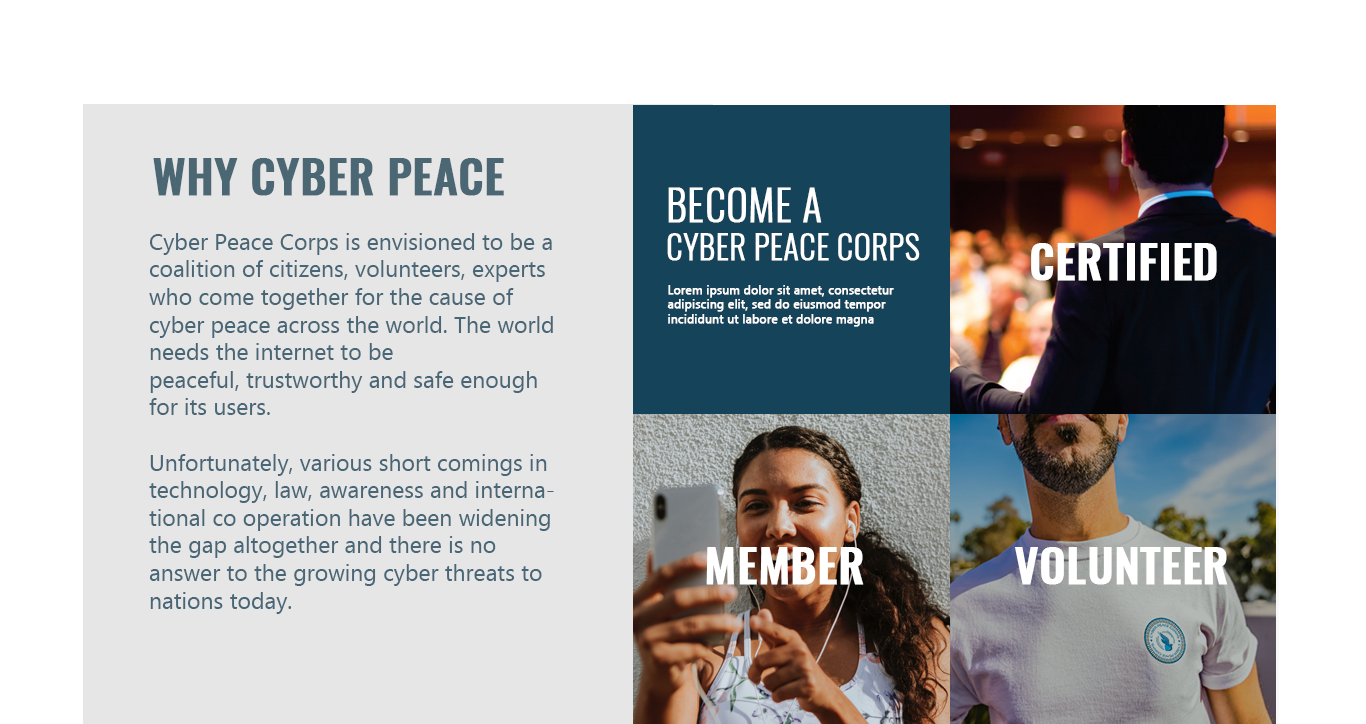 WHY CYBER PEACE
Cyber Peace Corps is envisioned to be a
coalition of citizens, volunteers, experts
who come together for the cause of
cyber peace across the world. The world
needs the internet to be
peaceful, trustworthy and safe enough
for its users.
Unfortunately, various short comings in
technology, law, awareness and interna-
tional co operation have been widening
the gap altogether and there is no
answer to the growing cyber threats to
nations today.
BECOME A
CYBER PEACE CORPS
Lorem ipsum dolor sit amet, consectetur
adipiscing elit, sed do eiusmod tempor
incididunt ut labore et dolore magna
CERTIFIED
MEMBER
VOLUNTEER